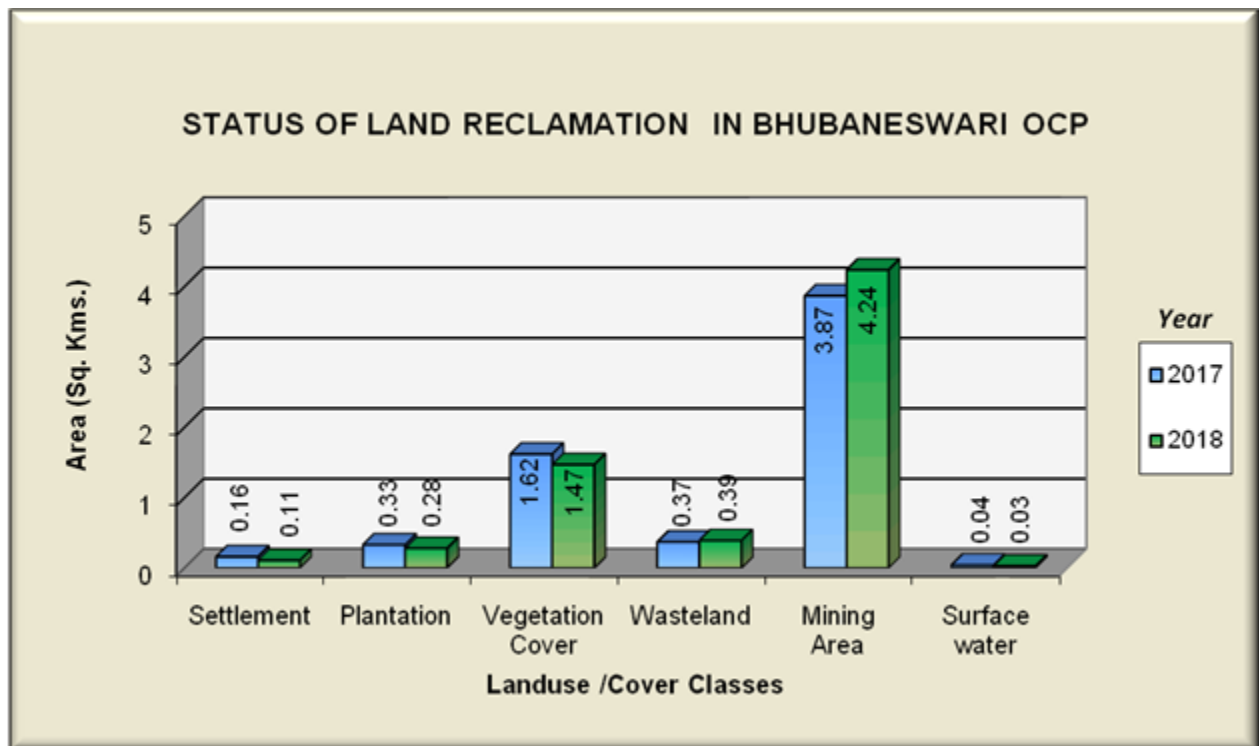 STATUS OF LAND RECLAMATION IN BHUBANESWARI OCP
5
4
3
2
1
0
Area (Sq. Kms.)
0.16
0.11
0.33
0.28
1.62
1.47
0.37
0.39
3.87
4.24
0.04
0.03
Settlement
Plantation
Vegetation
Cover
Wasteland
Mining
Area
Surface
water
Landuse /Cover Classes
Year
2017
2018